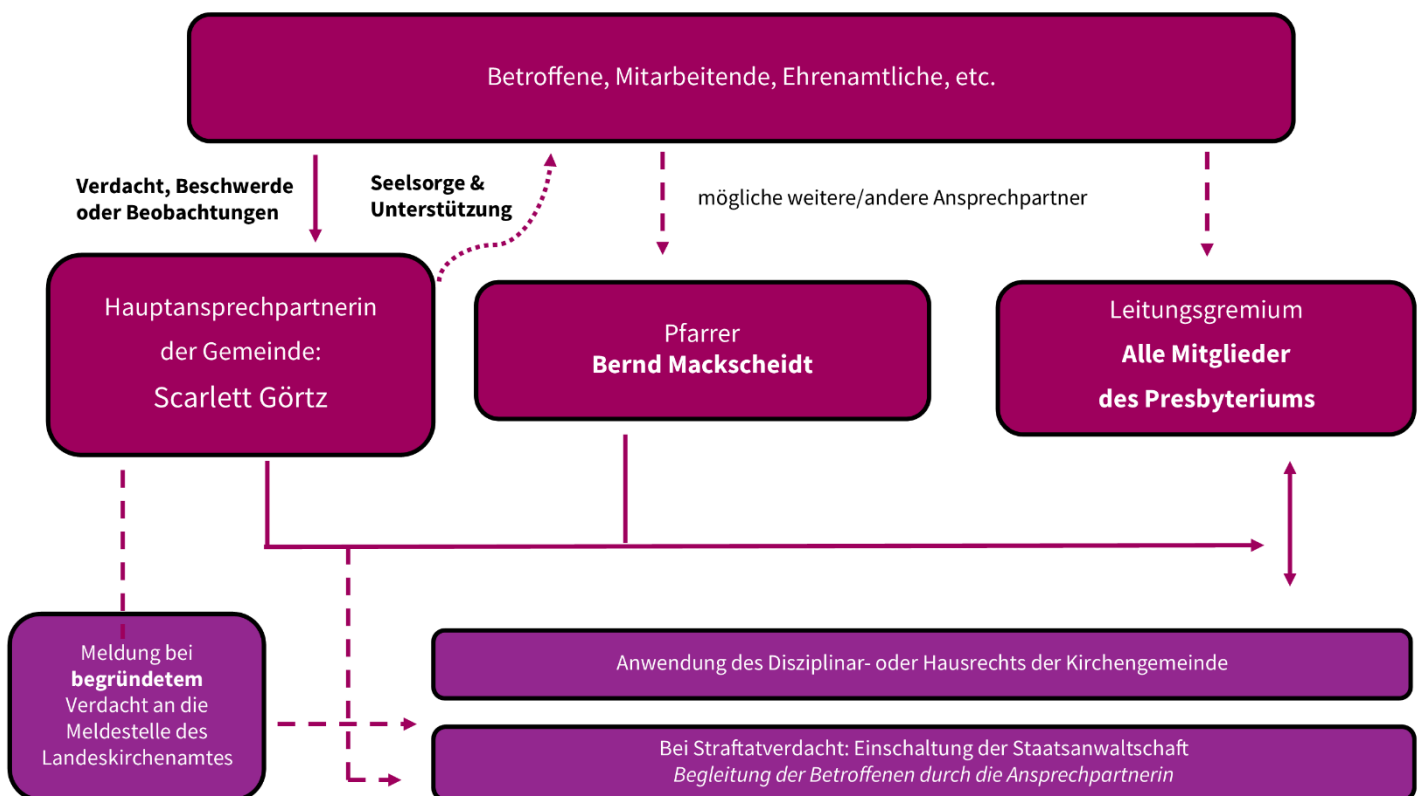 Betroffene, Mitarbeitende, Ehrenamtliche, etc.
Verdacht, Beschwerde
oder Beobachtungen
Seelsorge &
Unterstützung
mögliche weitere/andere Ansprechpartner
Hauptansprechpartnerin
der Gemeinde:
Scarlett Görtz
Pfarrer
Bernd Mackscheidt
Leitungsgremium
Alle Mitglieder
des Presbyteriums
Meldung bei
begründetem
Verdacht an die
Meldestelle des
Landeskirchenamtes
Anwendung des Disziplinar- oder Hausrechts der Kirchengemeinde
Bei Straftatverdacht: Einschaltung der Staatsanwaltschaft
Begleitung der Betroffenen durch die Ansprechpartnerin